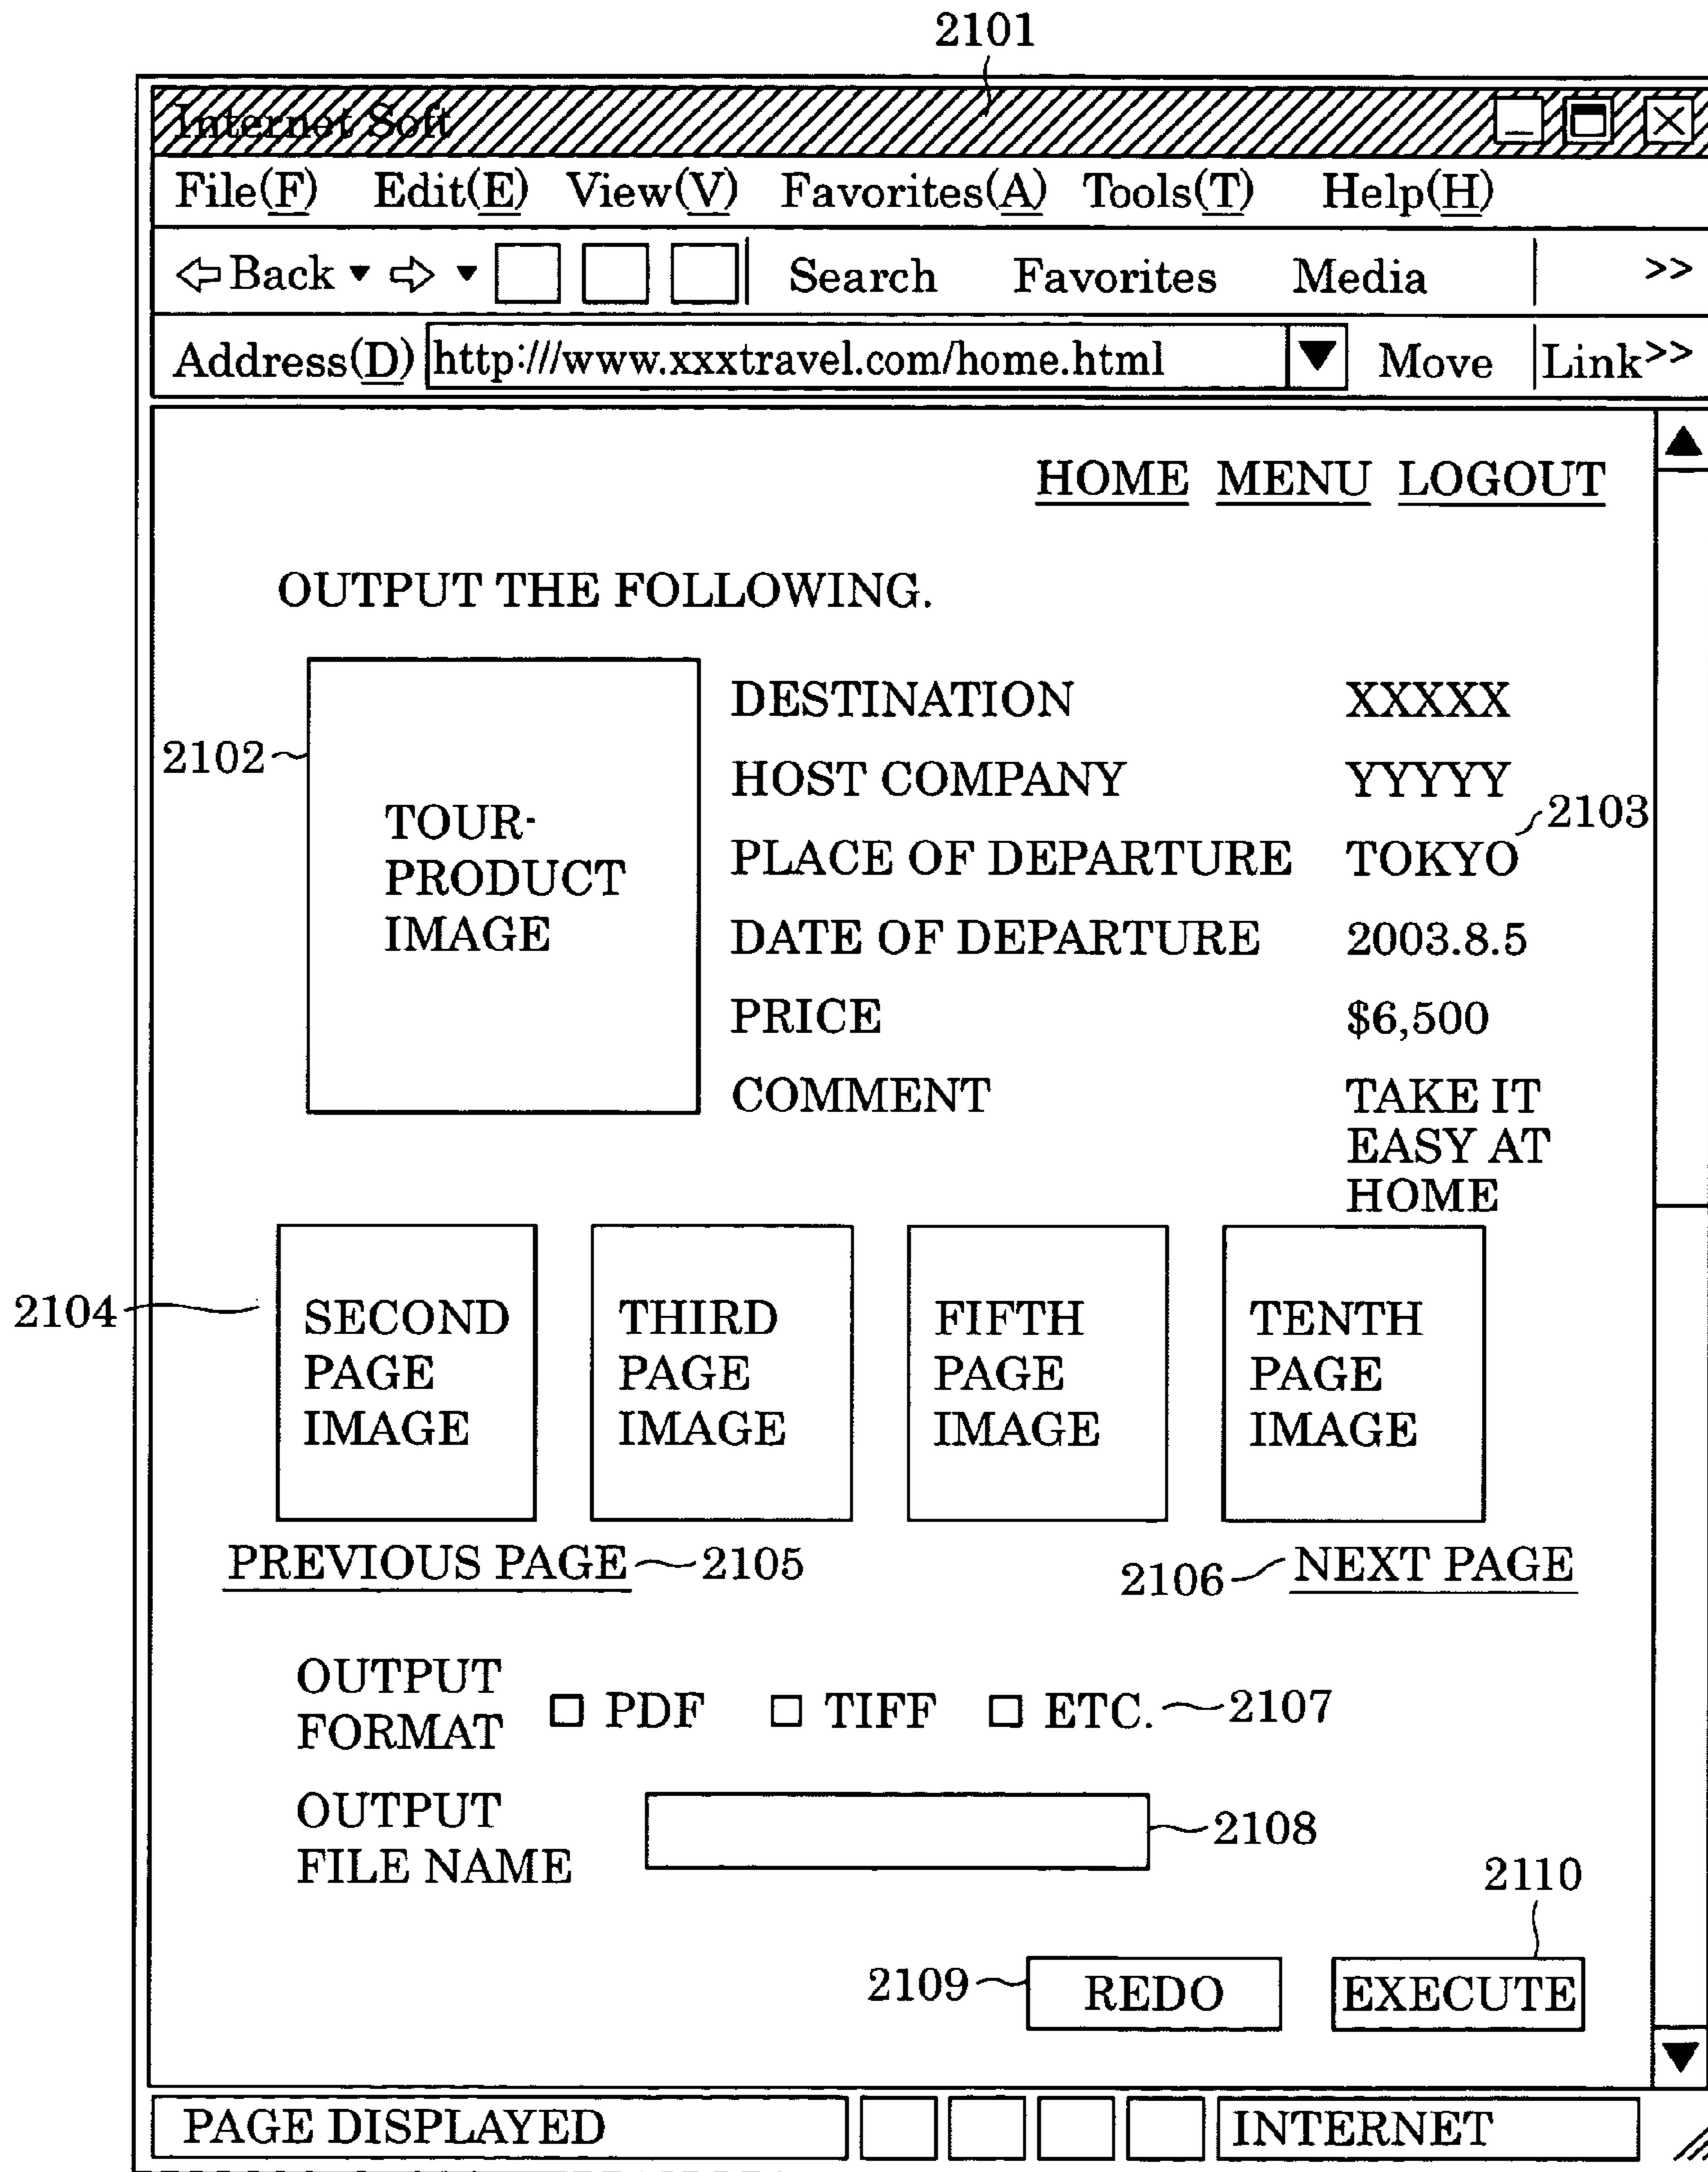 2101
Internet Soft
File(F) Edit(E) View(V) Favorites(A) Tools(T) Help(H)
Back Search Favorites Media >>
Address(D) http:///www.xxxtravel.com/home.html Move Link>>
HOME MENU LOGOUT
OUTPUT THE FOLLOWING.
2102
TOUR-
PRODUCT
IMAGE
DESTINATION XXXXX
HOST COMPANY YYYYY
2103
PLACE OF DEPARTURE TOKYO
DATE OF DEPARTURE 2003.8.5
PRICE $6,500
COMMENT TAKE IT
EASY AT
HOME
2104
SECOND
PAGE
IMAGE
THIRD
PAGE
IMAGE
FIFTH
PAGE
IMAGE
TENTH
PAGE
IMAGE
PREVIOUS PAGE 2105
2106 NEXT PAGE
OUTPUT
FORMAT
PDF TIFF ETC. 2107
OUTPUT
FILE NAME
2108
2110
2109 REDO EXECUTE
PAGE DISPLAYED INTERNET